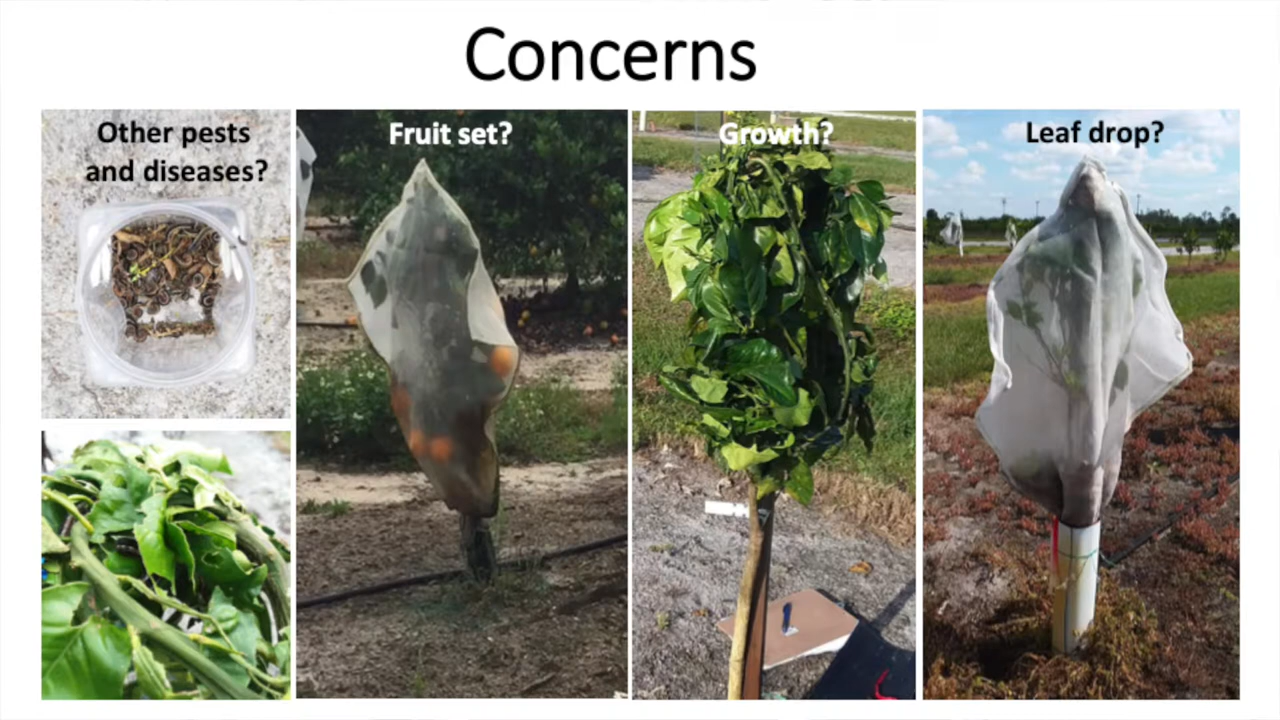 Concerns
Other pests
and diseases?
Fruit set?
Growth?
Leaf drop?